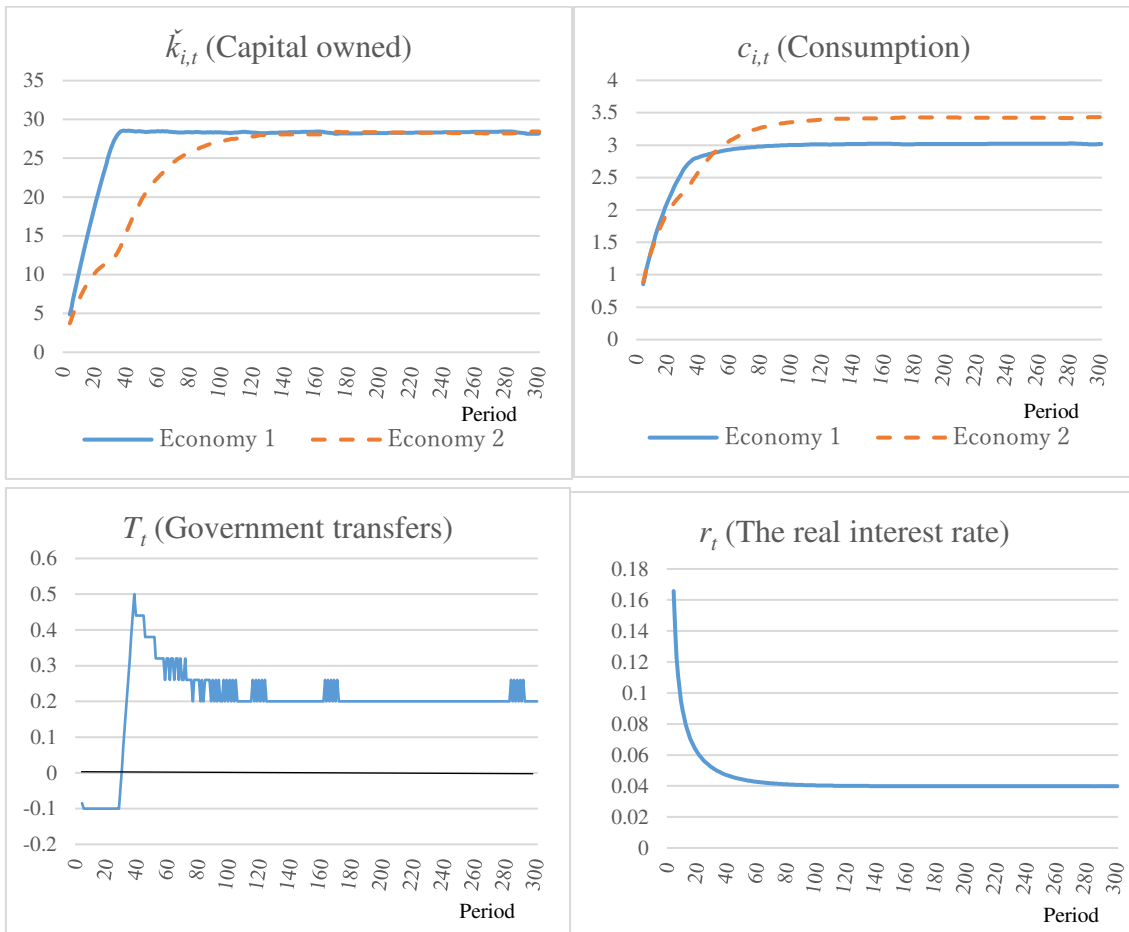 ǩi,t (Capital owned)
35
30
25
20
15
10
5
0
0 20 40 60 80 100 120 140 160 180 200 220 240 260 280 300
Period
Economy 1 Economy 2
ci,t (Consumption)
4
3.5
3
2.5
2
1.5
1
0.5
0
0 20 40 60 80 100 120 140 160 180 200 220 240 260 280 300
Period
Economy 1 Economy 2
Tt (Government transfers)
0.6
0.5
0.4
0.3
0.2
0.1
0
-0.1
-0.2
0 20 40 60 80 100 120 140 160 180 200 220 240 260 280 300
Period
rt (The real interest rate)
0.18
0.16
0.14
0.12
0.1
0.08
0.06
0.04
0.02
0
0 20 40 60 80 100 120 140 160 180 200 220 240 260 280 300
Period